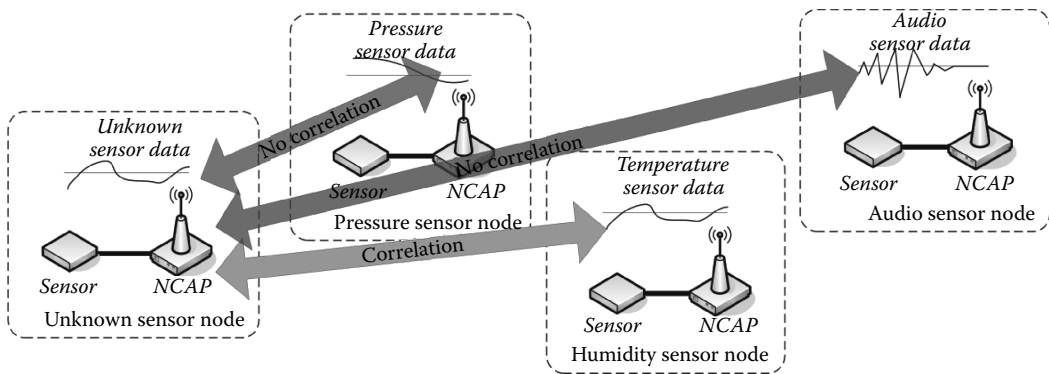 Pressure
sensor data
No correlation
Sensor
NCAP
Pressure sensor node
Audio
sensor data
No correlation
Sensor
NCAP
Audio sensor node
Unknown
sensor data
Sensor
NCAP
Unknown sensor node
Correlation
Temperature
sensor data
Sensor
NCAP
Humidity sensor node